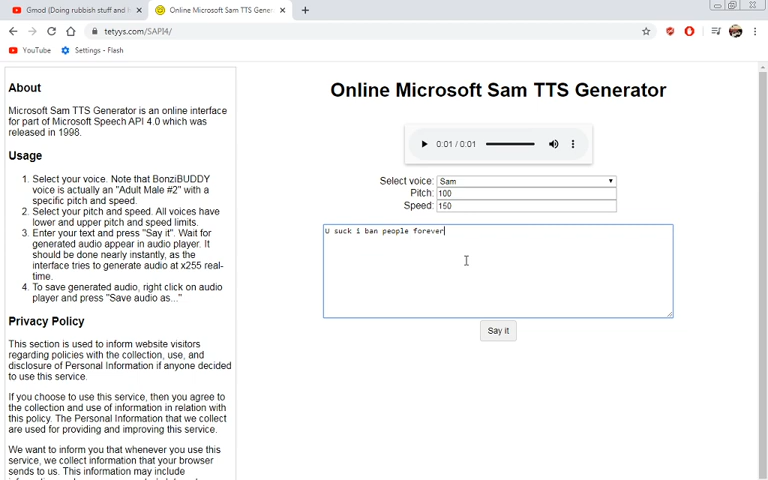 Gmod (Doing rubbish stuff and
Online Microsoft Sam TTS Gener
tetyys.com/SAPI4/
YouTube
Settings - Flash
About
Microsoft Sam TTS Generator is an online interface
for part of Microsoft Speech API 4.0 which was
released in 1998.
Usage
1. Select your voice. Note that BonziBUDDY
voice is actually an "Adult Male #2" with a
specific pitch and speed.
2. Select your pitch and speed. All voices have
lower and upper pitch and speed limits.
3. Enter your text and press "Say it". Wait for
generated audio appear in audio player. It
should be done nearly instantly, as the
interface tries to generate audio at x255 real-
time.
4. To save generated audio, right click on audio
player and press "Save audio as..."
Privacy Policy
This section is used to inform website visitors
regarding policies with the collection, use, and
disclosure of Personal Information if anyone decided
to use this service.
If you choose to use this service, then you agree to
the collection and use of information in relation with
this policy. The Personal Information that we collect
are used for providing and improving this service.
We want to inform you that whenever you use this
service, we collect information that your browser
sends to us. This information may include
Online Microsoft Sam TTS Generator
0:01 / 0:01
Select voice: Sam
Pitch: 100
Speed: 150
U suck i ban people forever
Say it